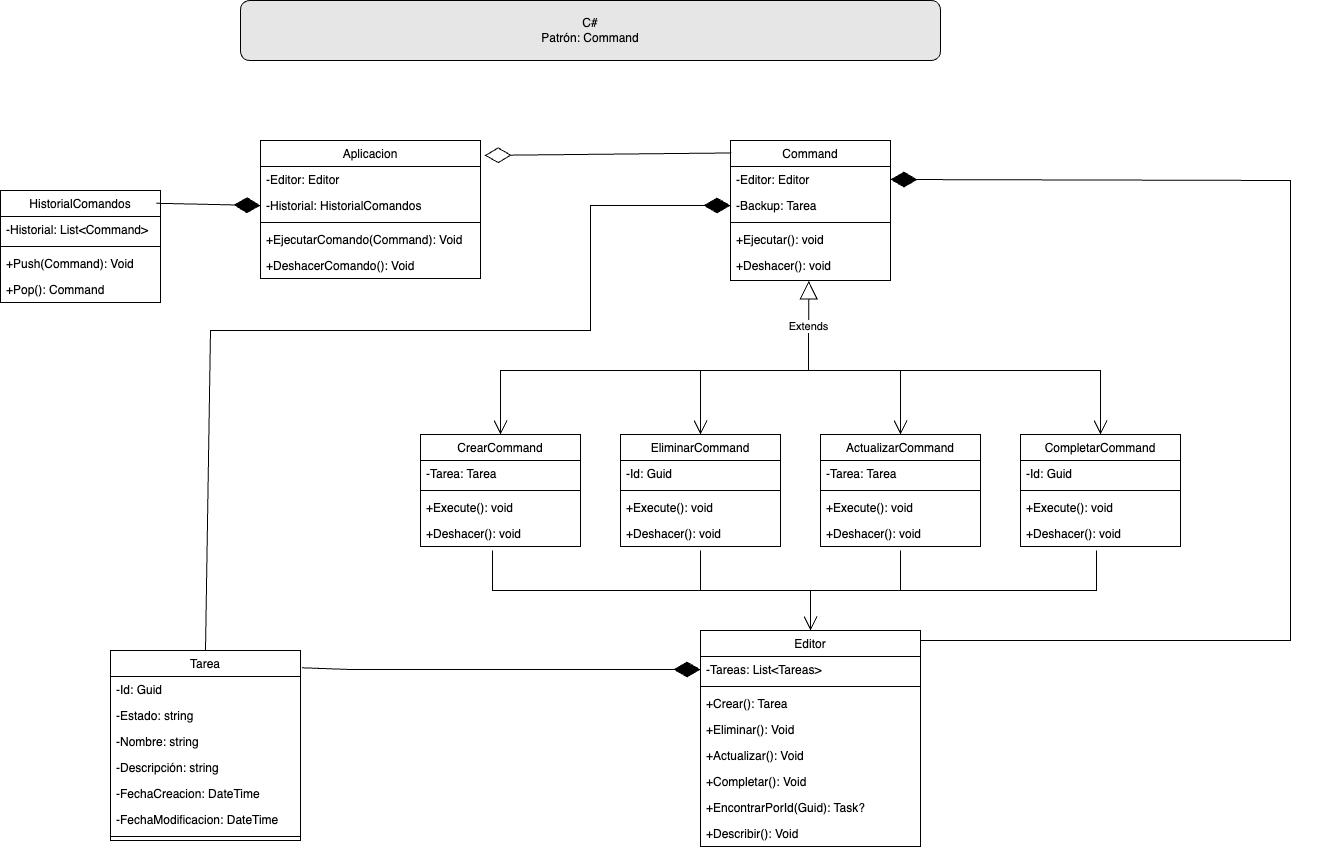 C#
Patrón: Command
Aplicacion
-Editor: Editor
-Historial: HistorialComandos
+EjecutarComando(Command): Void
+DeshacerComando(): Void
Command
-Editor: Editor
-Backup: Tarea
+Ejecutar(): void
+Deshacer(): void
HistorialComandos
-Historial: List<Command>
+Push(Command): Void
+Pop(): Command
Extends
CrearCommand
-Tarea: Tarea
+Execute(): void
+Deshacer(): void
EliminarCommand
-Id: Guid
+Execute(): void
+Deshacer(): void
ActualizarCommand
-Tarea: Tarea
+Execute(): void
+Deshacer(): void
CompletarCommand
-Id: Guid
+Execute(): void
+Deshacer(): void
Tarea
-Id: Guid
-Estado: string
-Nombre: string
-Descripción: string
-FechaCreacion: DateTime
-FechaModificacion: DateTime
Editor
-Tareas: List<Tareas>
+Crear(): Tarea
+Eliminar(): Void
+Actualizar(): Void
+Completar(): Void
+EncontrarPorId(Guid): Task?
+Describir(): Void